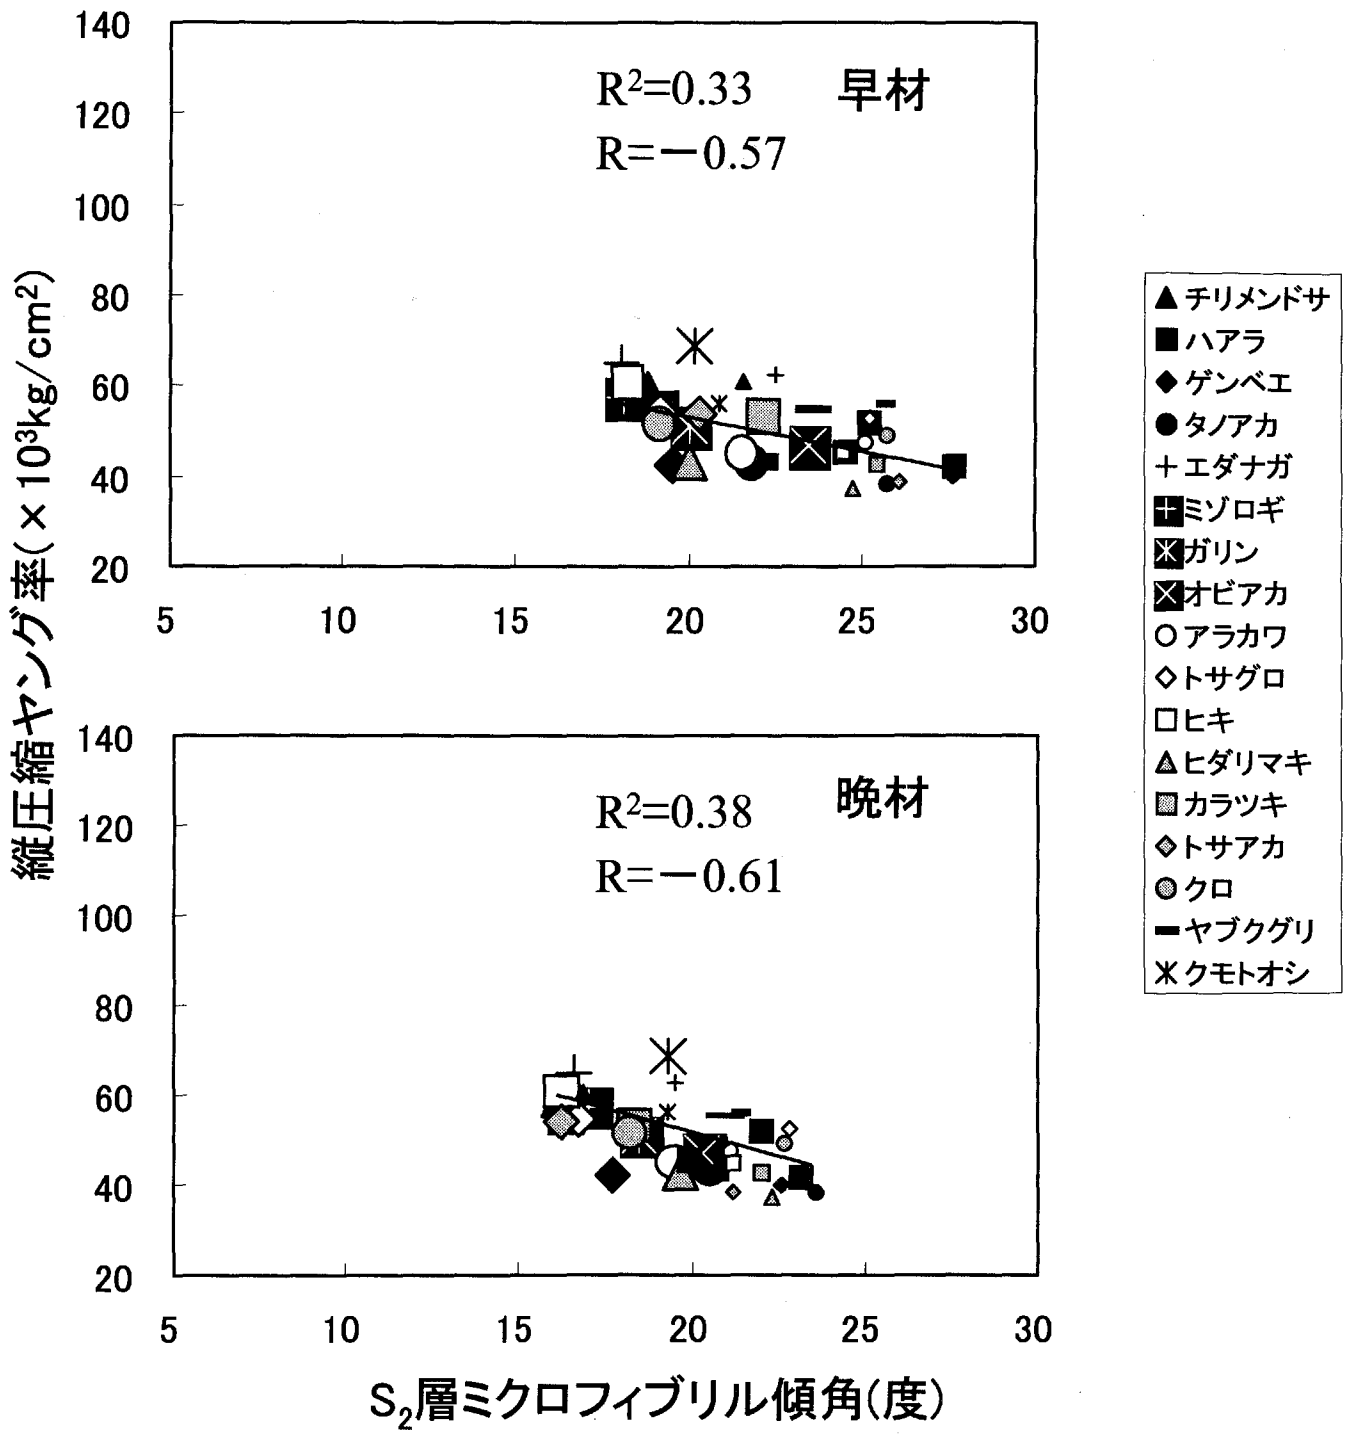 縦圧縮ヤング率(×10³kg/cm²)
140
120
100
80
60
40
20
R²=0.33 早材
R=−0.57
5 10 15 20 25 30
140
120
100
80
60
40
20
R²=0.38 晩材
R=−0.61
5 10 15 20 25 30
S₂層ミクロフィブリル傾角(度)
チリメンドサ
ハアラ
ゲンベエ
タノアカ
エダナガ
ミゾロギ
ガリン
オビアカ
アラカワ
トサグロ
ヒキ
ヒダリマキ
カラツキ
トサアカ
クロ
ヤブクグリ
クモトオシ